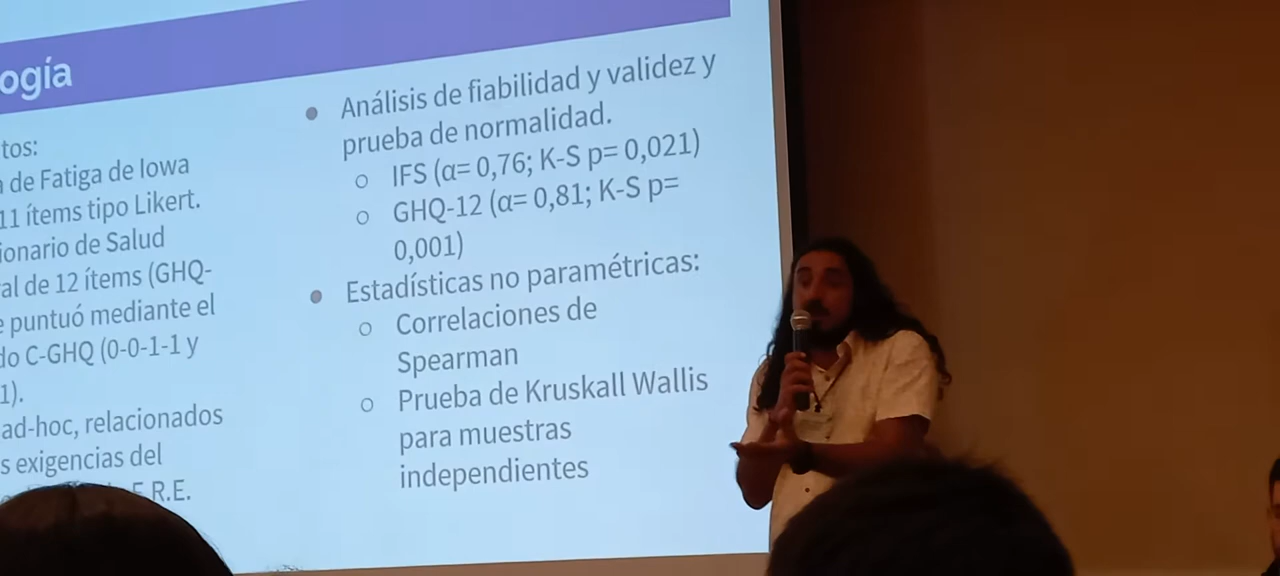 ogía
tos:
de Fatiga de Iowa
11 ítems tipo Likert.
ionario de Salud
al de 12 ítems (GHQ-
e puntuó mediante el
do C-GHQ (0-0-1-1 y
1).
ad-hoc, relacionados
s exigencias del
R.E.
● Análisis de fiabilidad y validez y
prueba de normalidad.
○ IFS (α= 0,76; K-S p= 0,021)
○ GHQ-12 (α= 0,81; K-S p=
0,001)
● Estadísticas no paramétricas:
○ Correlaciones de
Spearman
○ Prueba de Kruskall Wallis
para muestras
independientes